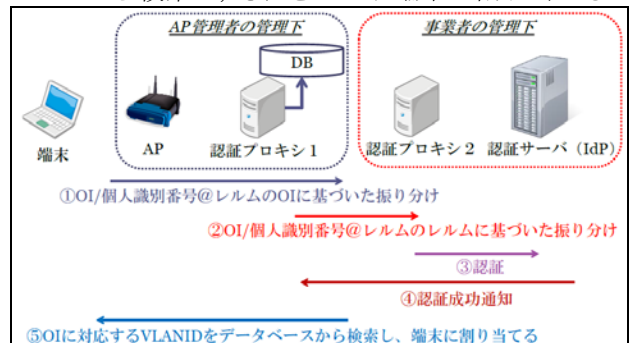 AP管理者の管理下
事業者の管理下
DB
端末
AP
認証プロキシ1
認証プロキシ2
認証サーバ（IdP）
①OI/個人識別番号@レルムのOIに基づいた振り分け
②OI/個人識別番号@レルムのレルムに基づいた振り分け
③認証
④認証成功通知
⑤OIに対応するVLANIDをデータベースから検索し、端末に割り当てる